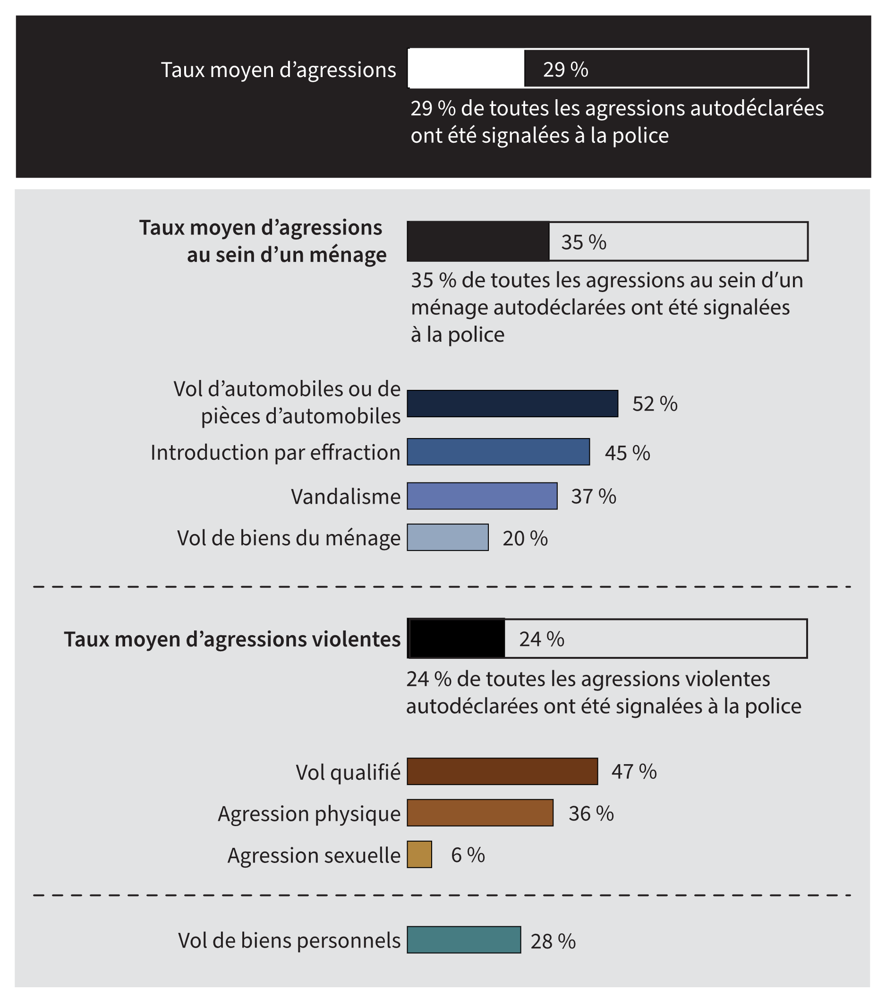 Taux moyen d’agressions
29 %
29 % de toutes les agressions autodéclarées
ont été signalées à la police
Taux moyen d’agressions
au sein d’un ménage
35 %
35 % de toutes les agressions au sein d’un
ménage autodéclarées ont été signalées
à la police
Vol d’automobiles ou de
pièces d’automobiles
52 %
Introduction par effraction
45 %
Vandalisme
37 %
Vol de biens du ménage
20 %
Taux moyen d’agressions violentes
24 %
24 % de toutes les agressions violentes
autodéclarées ont été signalées à la police
Vol qualifié
47 %
Agression physique
36 %
Agression sexuelle
6 %
Vol de biens personnels
28 %